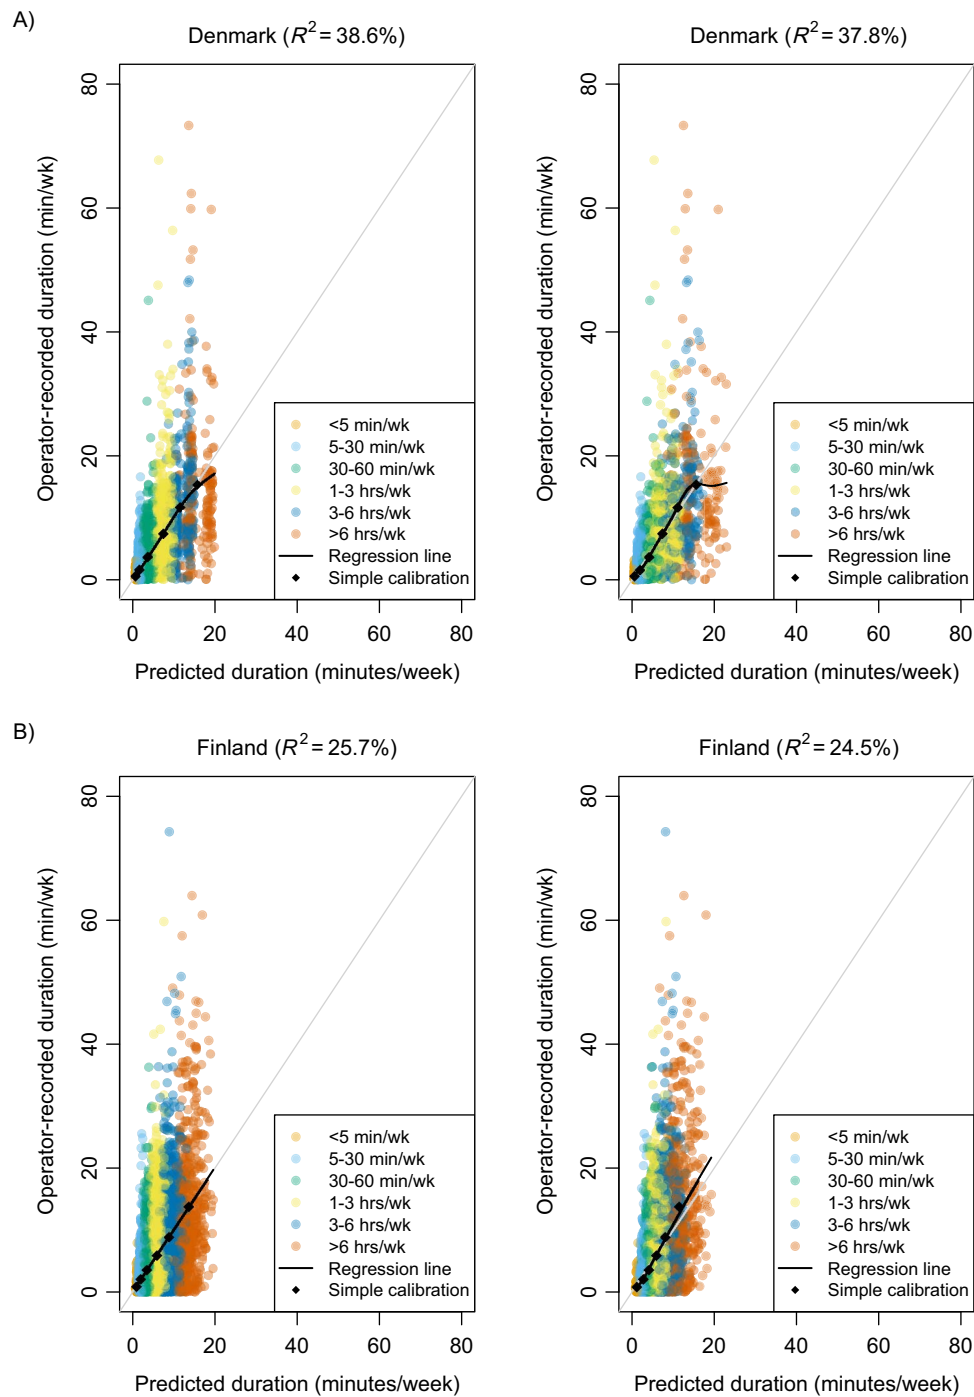 A)
Denmark (R² = 38.6%)
Operator-recorded duration (min/wk)
80
60
40
20
0
<5 min/wk
5-30 min/wk
30-60 min/wk
1-3 hrs/wk
3-6 hrs/wk
>6 hrs/wk
Regression line
Simple calibration
0 20 40 60 80
Predicted duration (minutes/week)
Denmark (R² = 37.8%)
Operator-recorded duration (min/wk)
80
60
40
20
0
<5 min/wk
5-30 min/wk
30-60 min/wk
1-3 hrs/wk
3-6 hrs/wk
>6 hrs/wk
Regression line
Simple calibration
0 20 40 60 80
Predicted duration (minutes/week)
B)
Finland (R² = 25.7%)
Operator-recorded duration (min/wk)
80
60
40
20
0
<5 min/wk
5-30 min/wk
30-60 min/wk
1-3 hrs/wk
3-6 hrs/wk
>6 hrs/wk
Regression line
Simple calibration
0 20 40 60 80
Predicted duration (minutes/week)
Finland (R² = 24.5%)
Operator-recorded duration (min/wk)
80
60
40
20
0
<5 min/wk
5-30 min/wk
30-60 min/wk
1-3 hrs/wk
3-6 hrs/wk
>6 hrs/wk
Regression line
Simple calibration
0 20 40 60 80
Predicted duration (minutes/week)